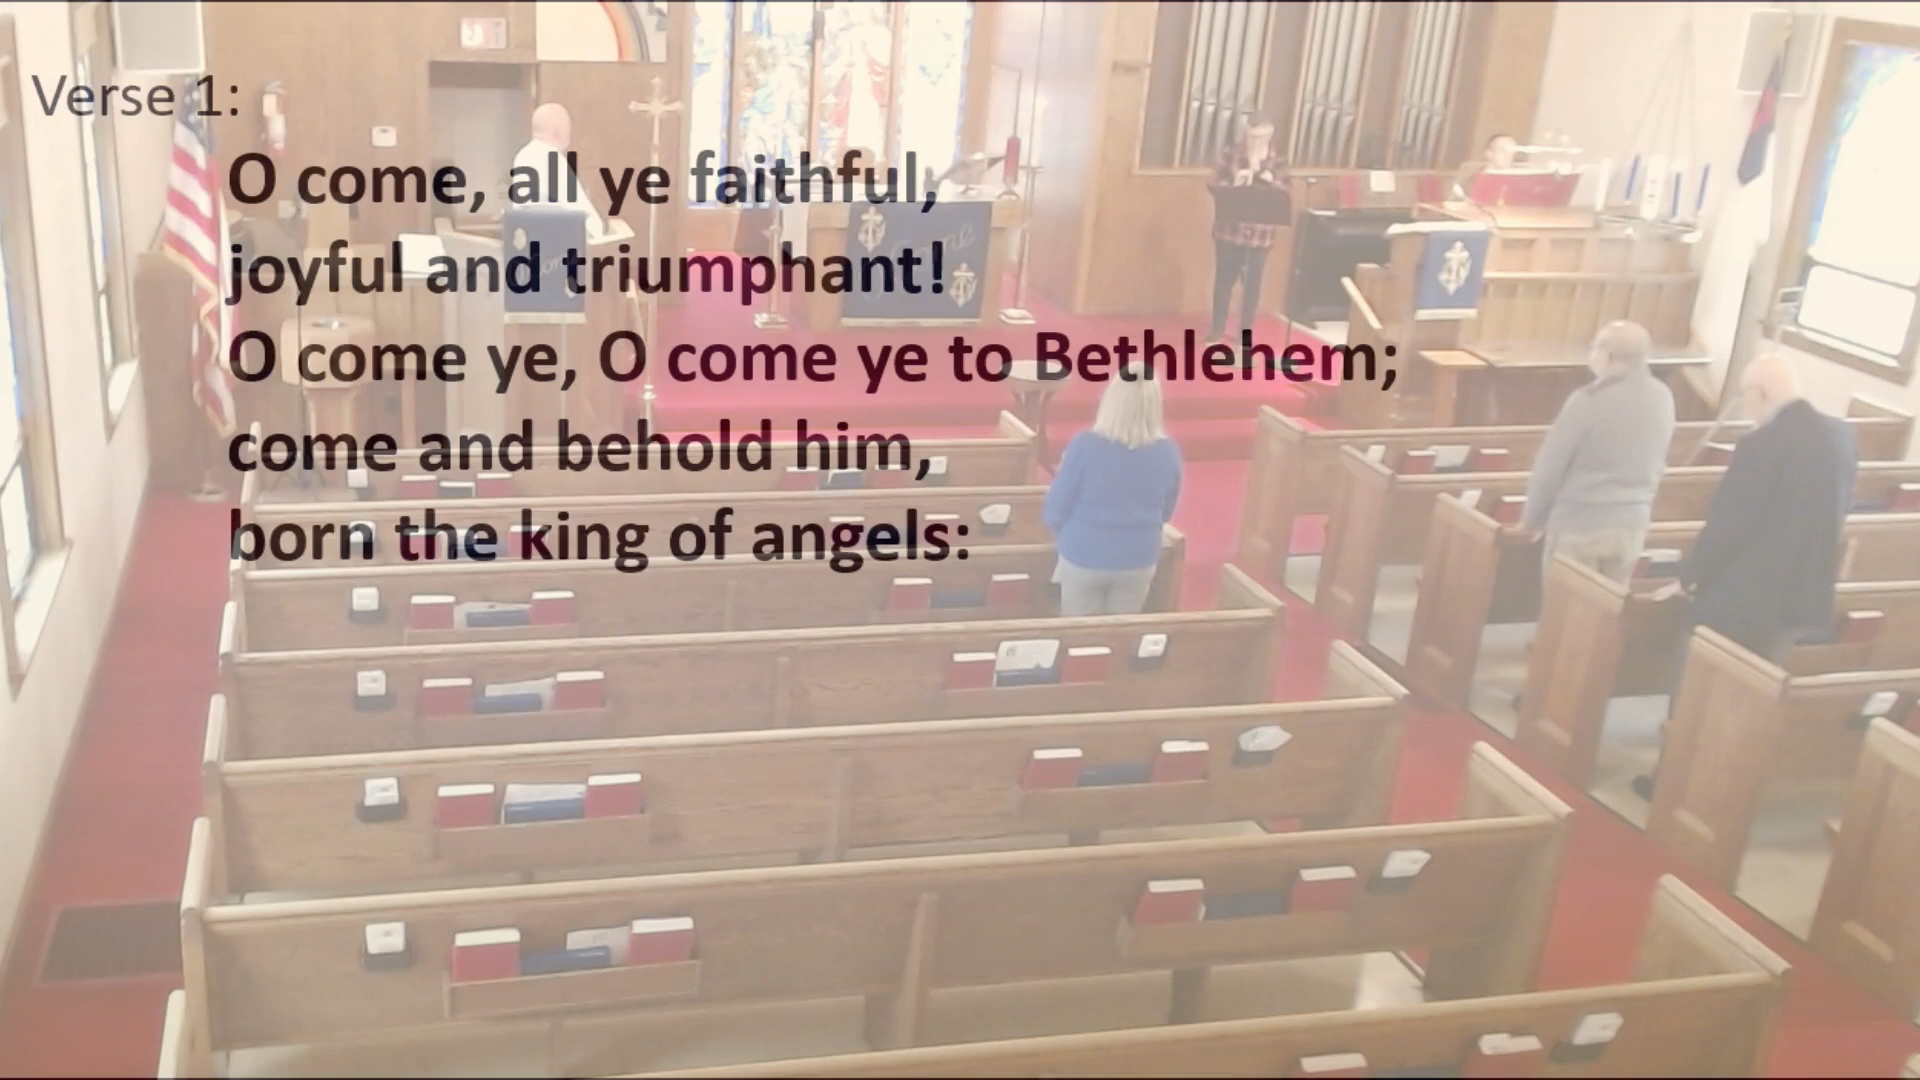 Verse 1:
O come, all ye faithful,
joyful and triumphant!
O come ye, O come ye to Bethlehem;
come and behold him,
born the king of angels: